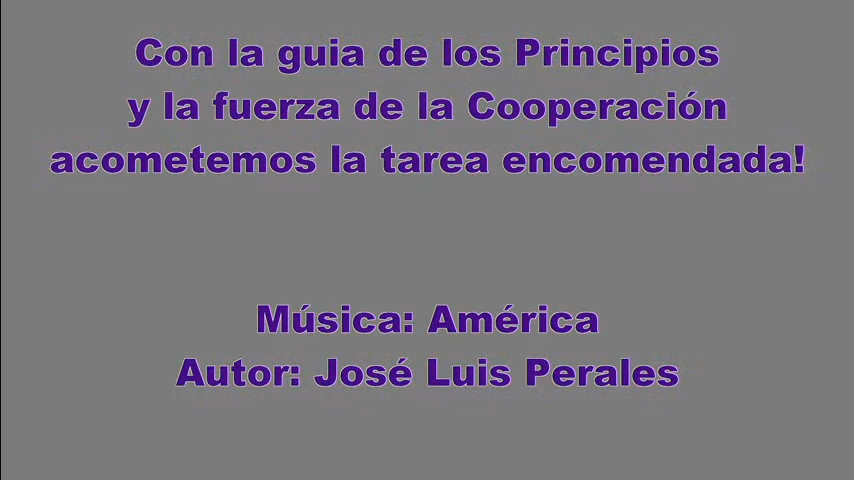 Con la guia de los Principios
y la fuerza de la Cooperación
acometemos la tarea encomendada!
Música: América
Autor: José Luis Perales